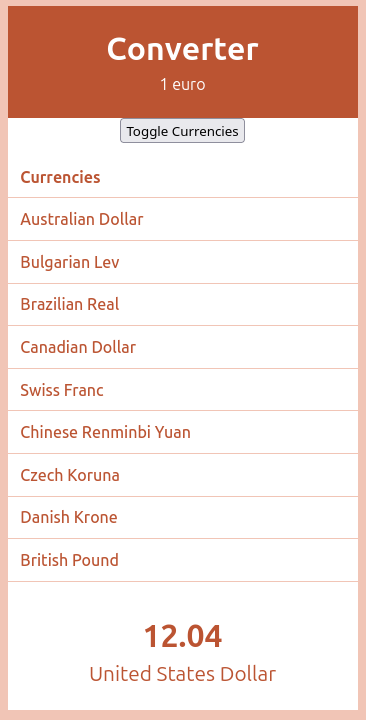 Converter
1 euro
Toggle Currencies
Currencies
Australian Dollar
Bulgarian Lev
Brazilian Real
Canadian Dollar
Swiss Franc
Chinese Renminbi Yuan
Czech Koruna
Danish Krone
British Pound
12.04
United States Dollar